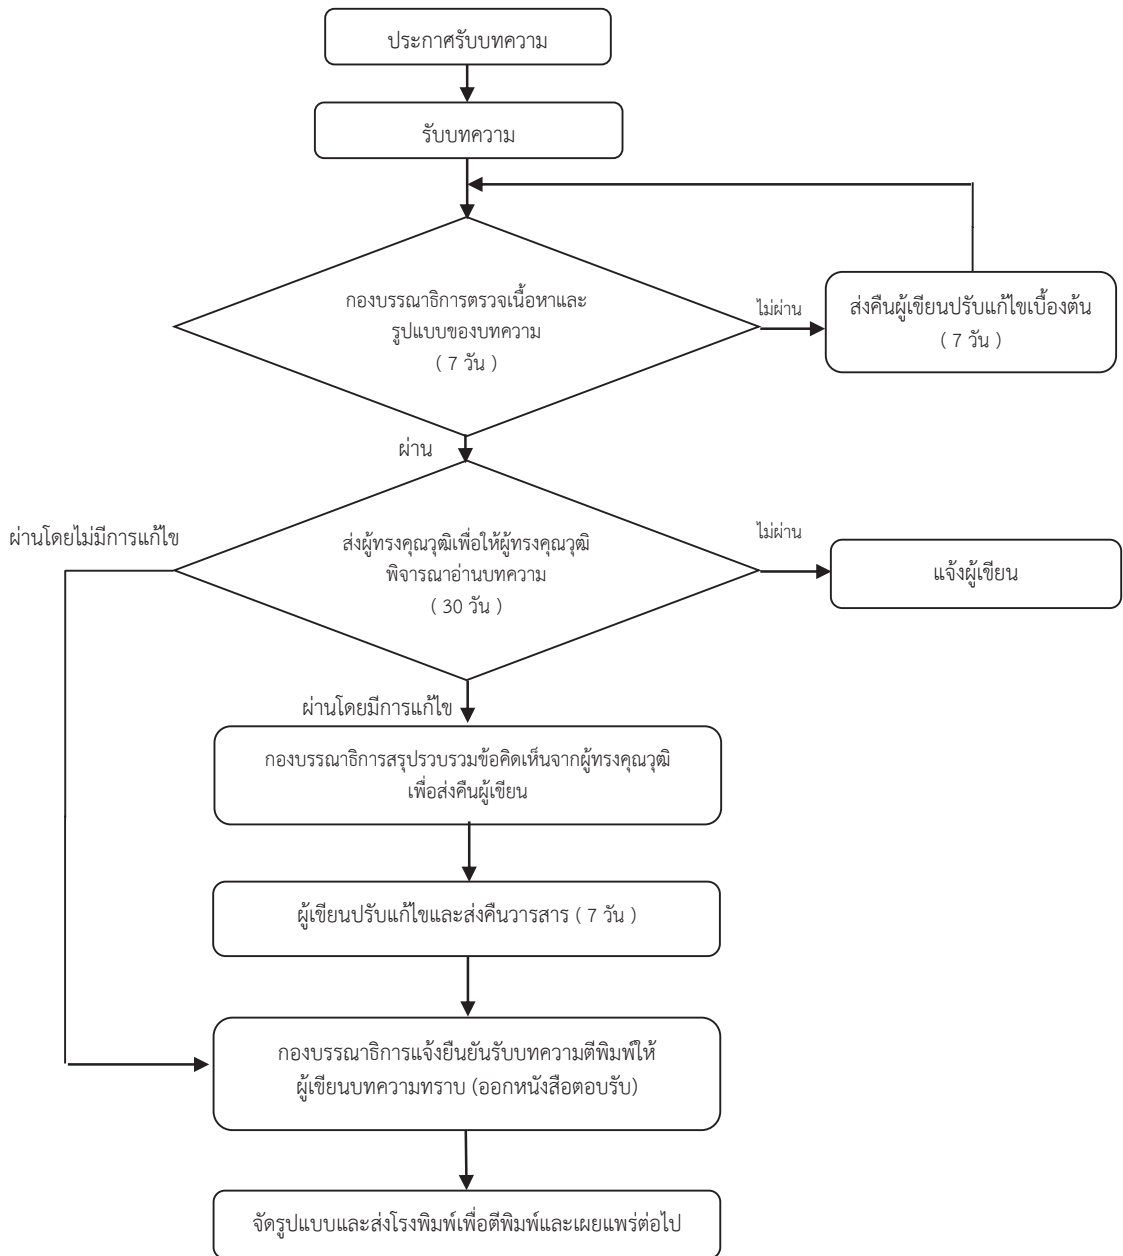 ประกาศรับบทความ
รับบทความ
กองบรรณาธิการตรวจเนื้อหาและ
รูปแบบของบทความ
( 7 วัน )
ไม่ผ่าน
ส่งคืนผู้เขียนปรับแก้ไขเบื้องต้น
( 7 วัน )
ผ่าน
ผ่านโดยไม่มีการแก้ไข
ส่งผู้ทรงคุณวุฒิเพื่อให้ผู้ทรงคุณวุฒิ
พิจารณาอ่านบทความ
( 30 วัน )
ไม่ผ่าน
แจ้งผู้เขียน
ผ่านโดยมีการแก้ไข
กองบรรณาธิการสรุปรวบรวมข้อคิดเห็นจากผู้ทรงคุณวุฒิ
เพื่อส่งคืนผู้เขียน
ผู้เขียนปรับแก้ไขและส่งคืนวารสาร ( 7 วัน )
กองบรรณาธิการแจ้งยืนยันรับบทความตีพิมพ์ให้
ผู้เขียนบทความทราบ (ออกหนังสือตอบรับ)
จัดรูปแบบและส่งโรงพิมพ์เพื่อตีพิมพ์และเผยแพร่ต่อไป